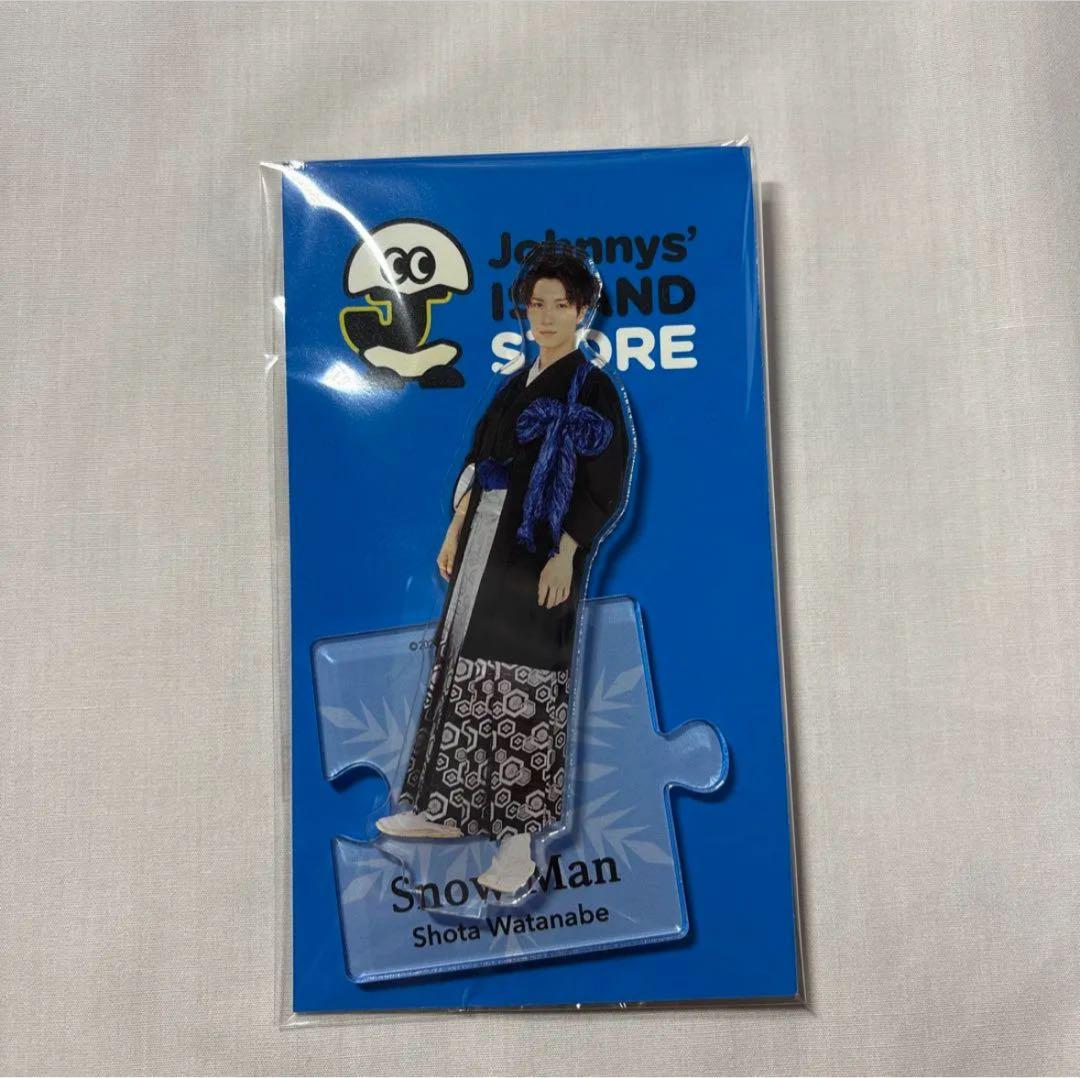 Johnnys'
ISLAND
STORE
Snow Man
Shota Watanabe